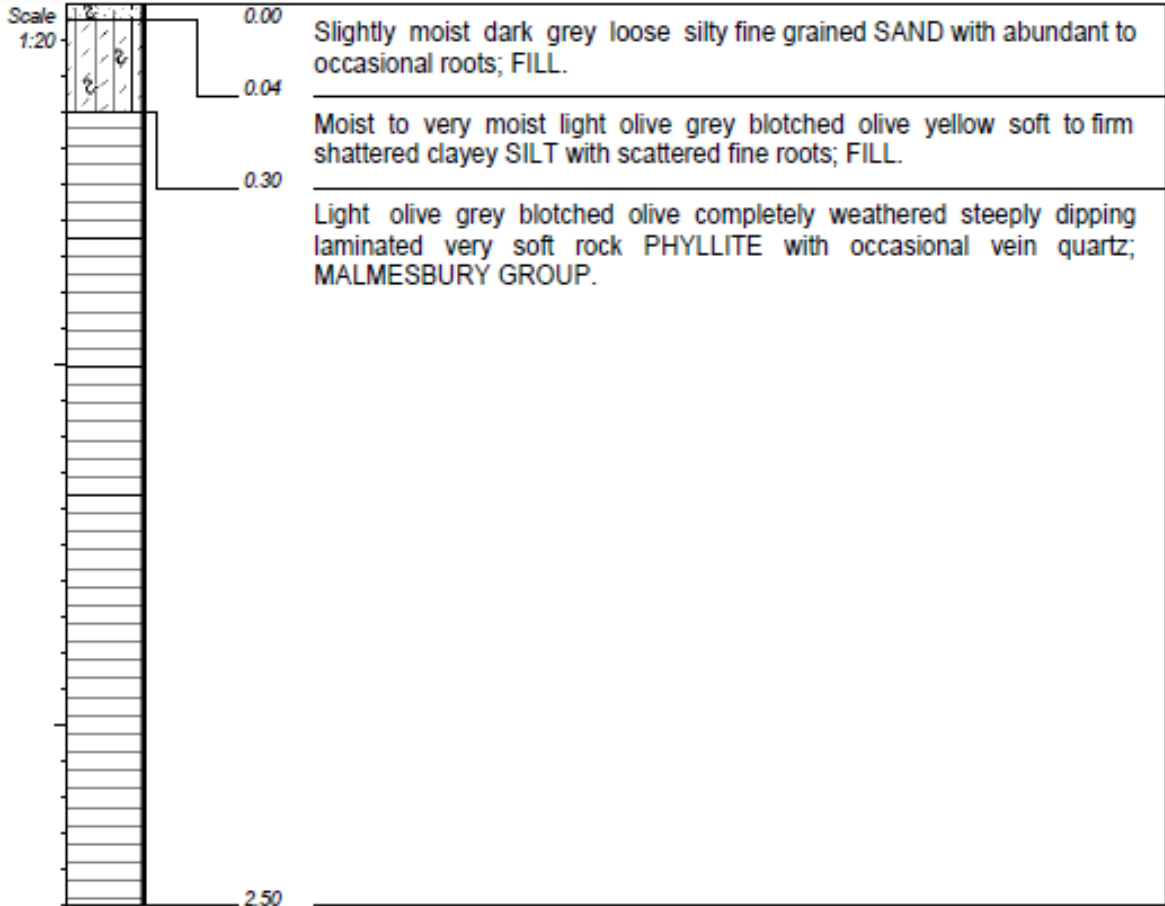 Scale
1:20
0.00
Slightly moist dark grey loose silty fine grained SAND with abundant to
occasional roots; FILL.
0.04
Moist to very moist light olive grey blotched olive yellow soft to firm
shattered clayey SILT with scattered fine roots; FILL.
0.30
Light olive grey blotched olive completely weathered steeply dipping
laminated very soft rock PHYLLITE with occasional vein quartz;
MALMESBURY GROUP.
2.50